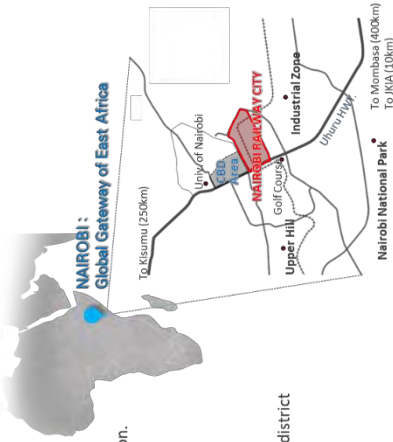 NAIROBI :
Global Gateway of East Africa
To Kisumu (250km)
Univ. of Nairobi
CBD
Area
NAIROBI RAILWAY CITY
Industrial Zone
Golf Course
Upper Hill
Uhuru HWY.
Nairobi National Park
To Mombasa (400km)
To JKIA (10km)
on.
district